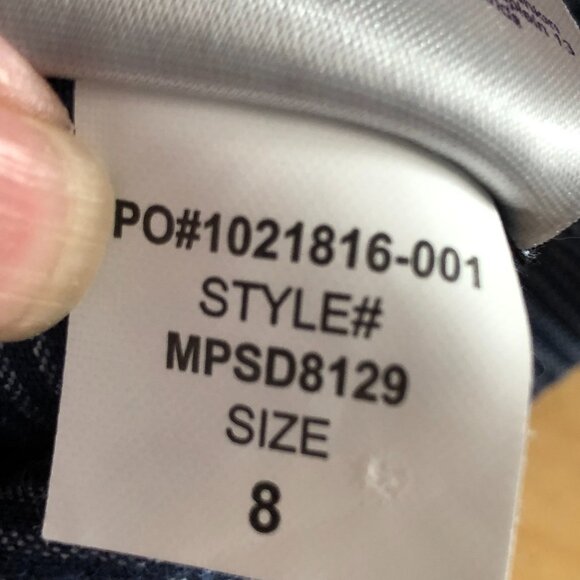 PO#1021816-001
STYLE#
MPSD8129
SIZE
8